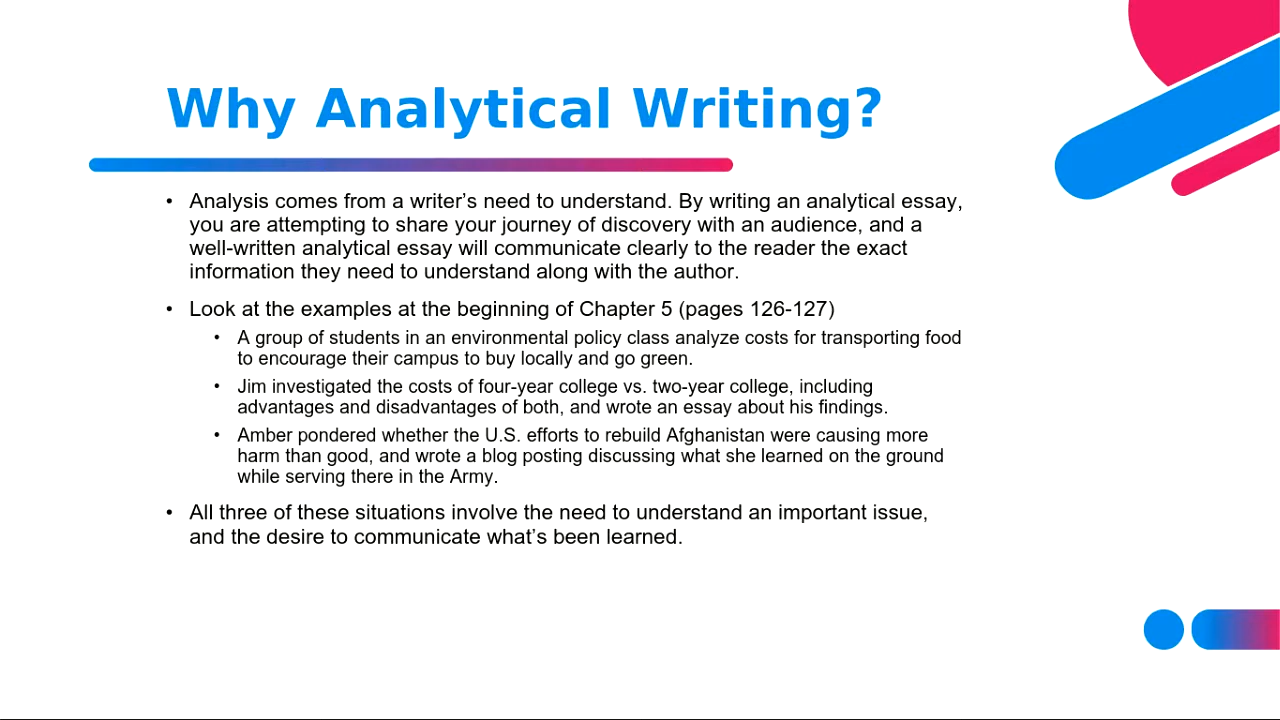 Why Analytical Writing?
• Analysis comes from a writer’s need to understand. By writing an analytical essay,
you are attempting to share your journey of discovery with an audience, and a
well-written analytical essay will communicate clearly to the reader the exact
information they need to understand along with the author.
• Look at the examples at the beginning of Chapter 5 (pages 126-127)
• A group of students in an environmental policy class analyze costs for transporting food
to encourage their campus to buy locally and go green.
• Jim investigated the costs of four-year college vs. two-year college, including
advantages and disadvantages of both, and wrote an essay about his findings.
• Amber pondered whether the U.S. efforts to rebuild Afghanistan were causing more
harm than good, and wrote a blog posting discussing what she learned on the ground
while serving there in the Army.
• All three of these situations involve the need to understand an important issue,
and the desire to communicate what’s been learned.